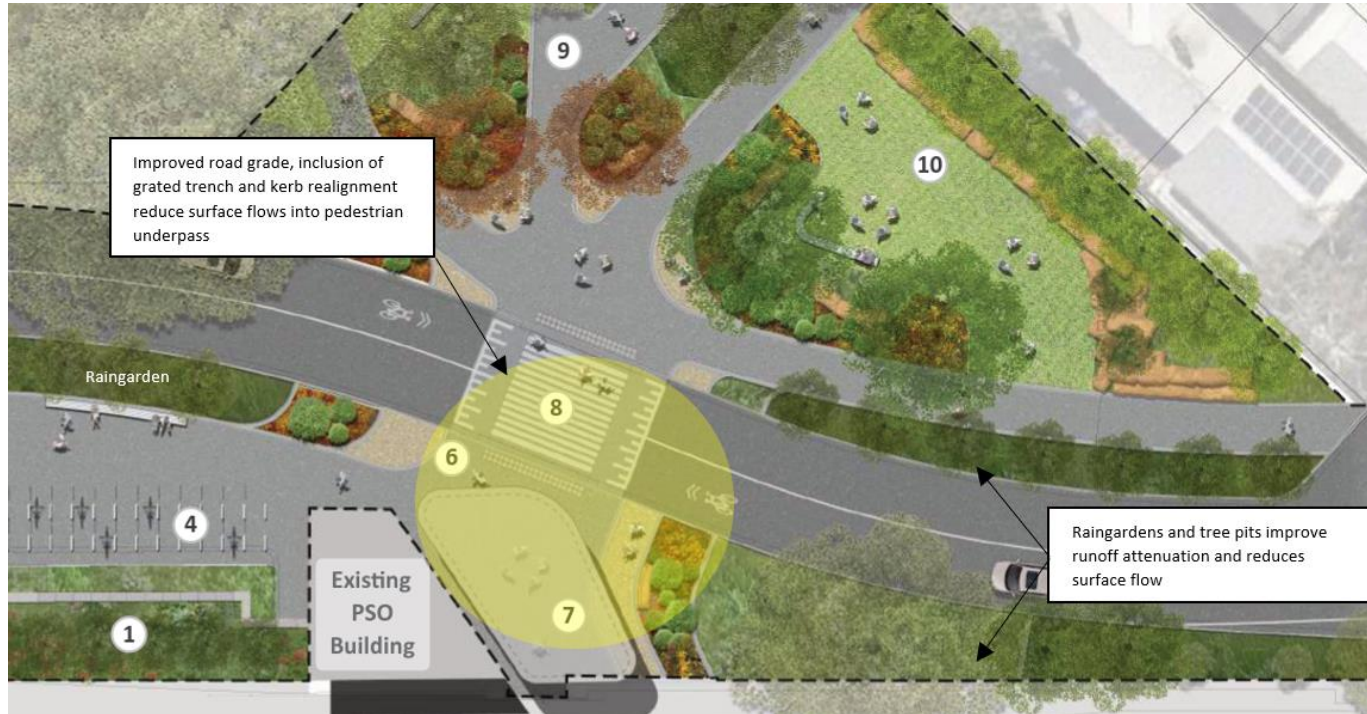 9
10
Improved road grade, inclusion of
grated trench and kerb realignment
reduce surface flows into pedestrian
underpass
Raingarden
8
6
4
Raingardens and tree pits improve
runoff attenuation and reduces
surface flow
Existing
PSO
Building
7
1